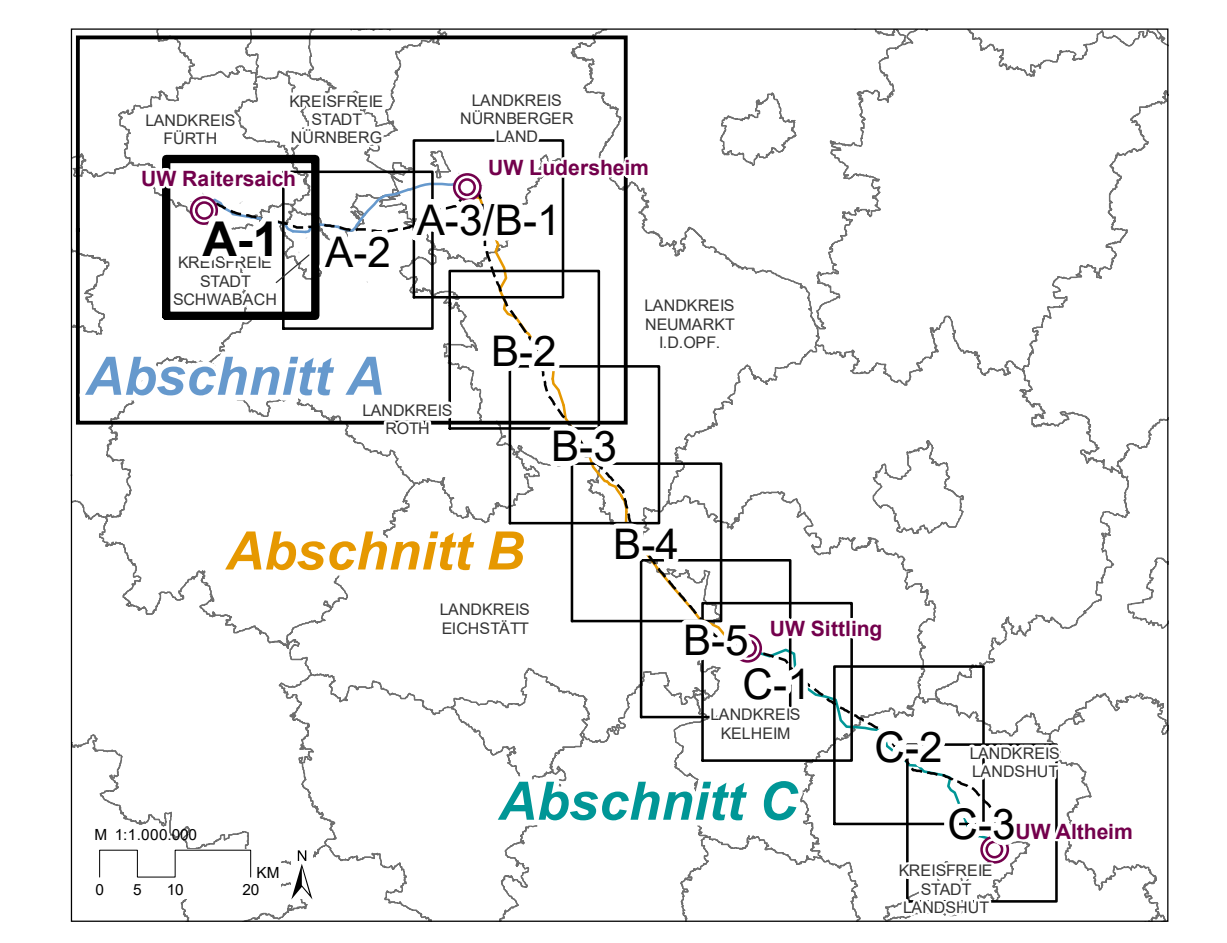 LANDKREIS
FÜRTH
KREISFREIE
STADT
NÜRNBERG
LANDKREIS
NÜRNBERGER
LAND
UW Raitersaich
UW Ludersheim
A-1
A-2
A-3/B-1
KREISFREIE
STADT
SCHWABACH
LANDKREIS
NEUMARKT
I.D.OPF.
B-2
Abschnitt A
LANDKREIS
ROTH
B-3
Abschnitt B
B-4
LANDKREIS
EICHSTÄTT
B-5
UW Sittling
C-1
LANDKREIS
KELHEIM
C-2
LANDKREIS
LANDSHUT
Abschnitt C
C-3
UW Altheim
KREISFREIE
STADT
LANDSHUT
M 1:1.000.000
KM
0 5 10 20
N